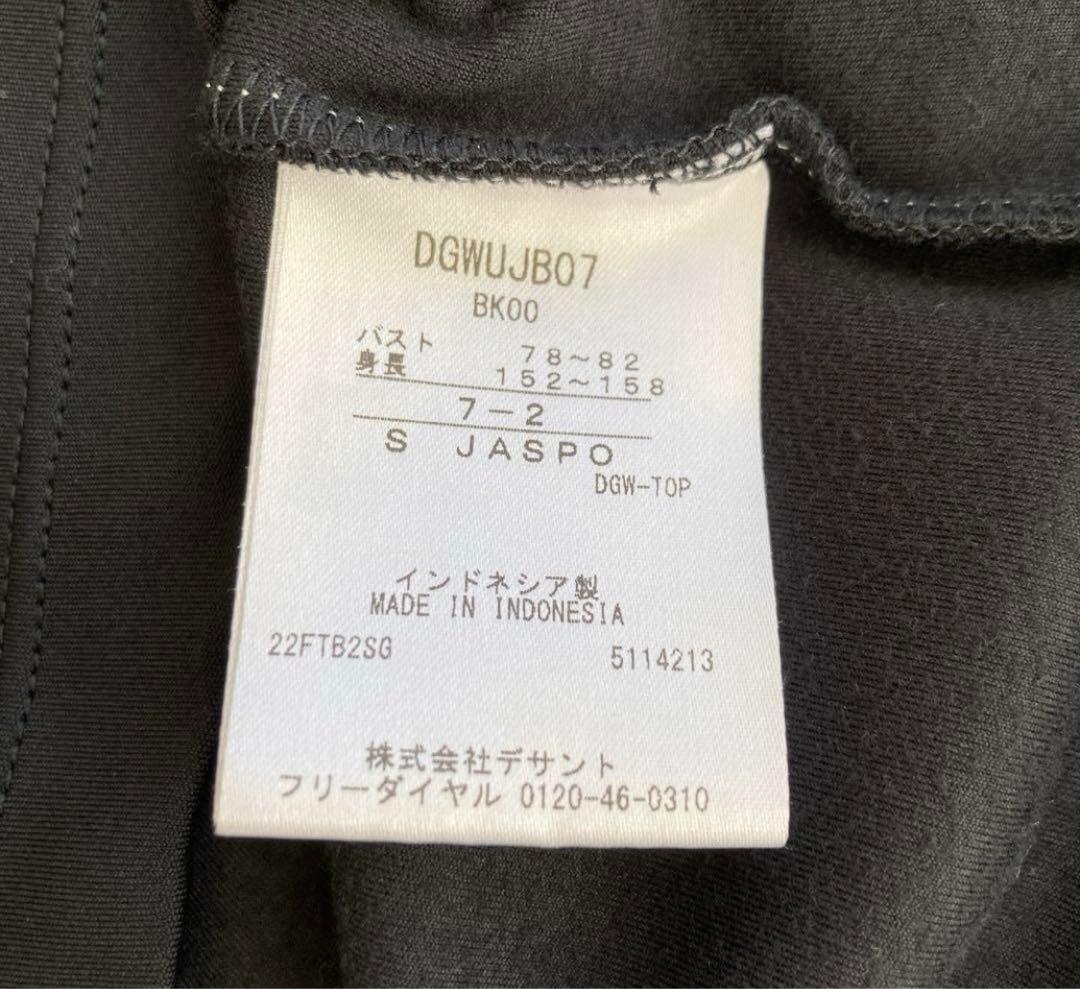 DGWUJB07
BK00
バスト 78～82
身長 152～158
7－2
S JASPO
DGW-TOP
インドネシア製
MADE IN INDONESIA
22FTB2SG 5114213
株式会社デサント
フリーダイヤル 0120-46-0310